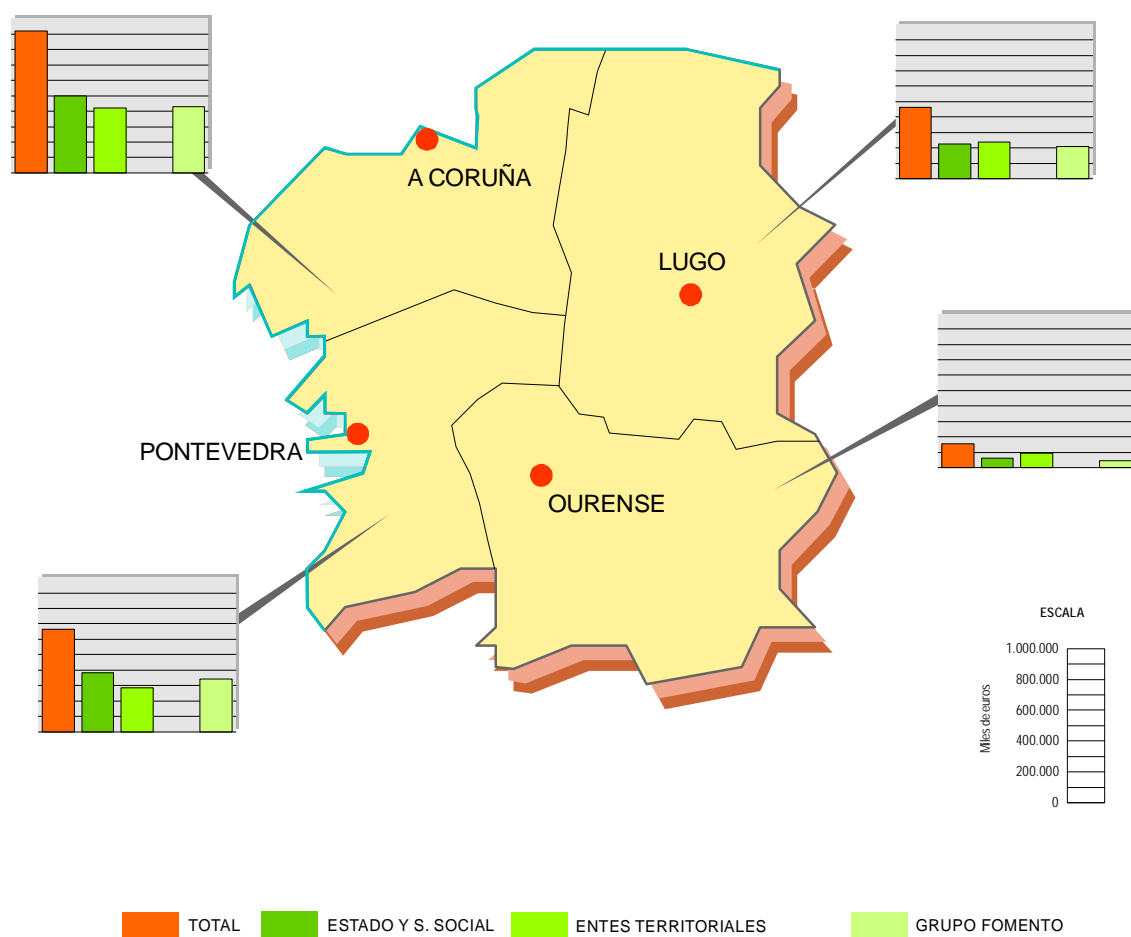 A CORUÑA
LUGO
PONTEVEDRA
OURENSE
ESCALA
1.000.000
800.000
600.000
400.000
200.000
0
Miles de euros
TOTAL
ESTADO Y S. SOCIAL
ENTES TERRITORIALES
GRUPO FOMENTO